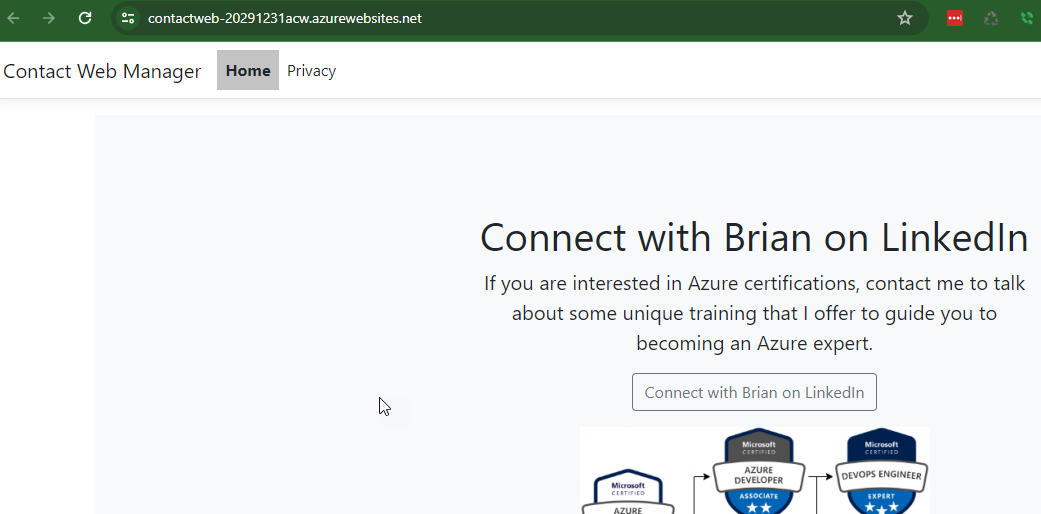 contactweb-20291231acw.azurewebsites.net
Contact Web Manager Home Privacy
Connect with Brian on LinkedIn
If you are interested in Azure certifications, contact me to talk
about some unique training that I offer to guide you to
becoming an Azure expert.
Connect with Brian on LinkedIn
Microsoft
CERTIFIED
AZURE
Microsoft
CERTIFIED
AZURE
DEVELOPER
ASSOCIATE
Microsoft
CERTIFIED
DEVOPS ENGINEER
EXPERT